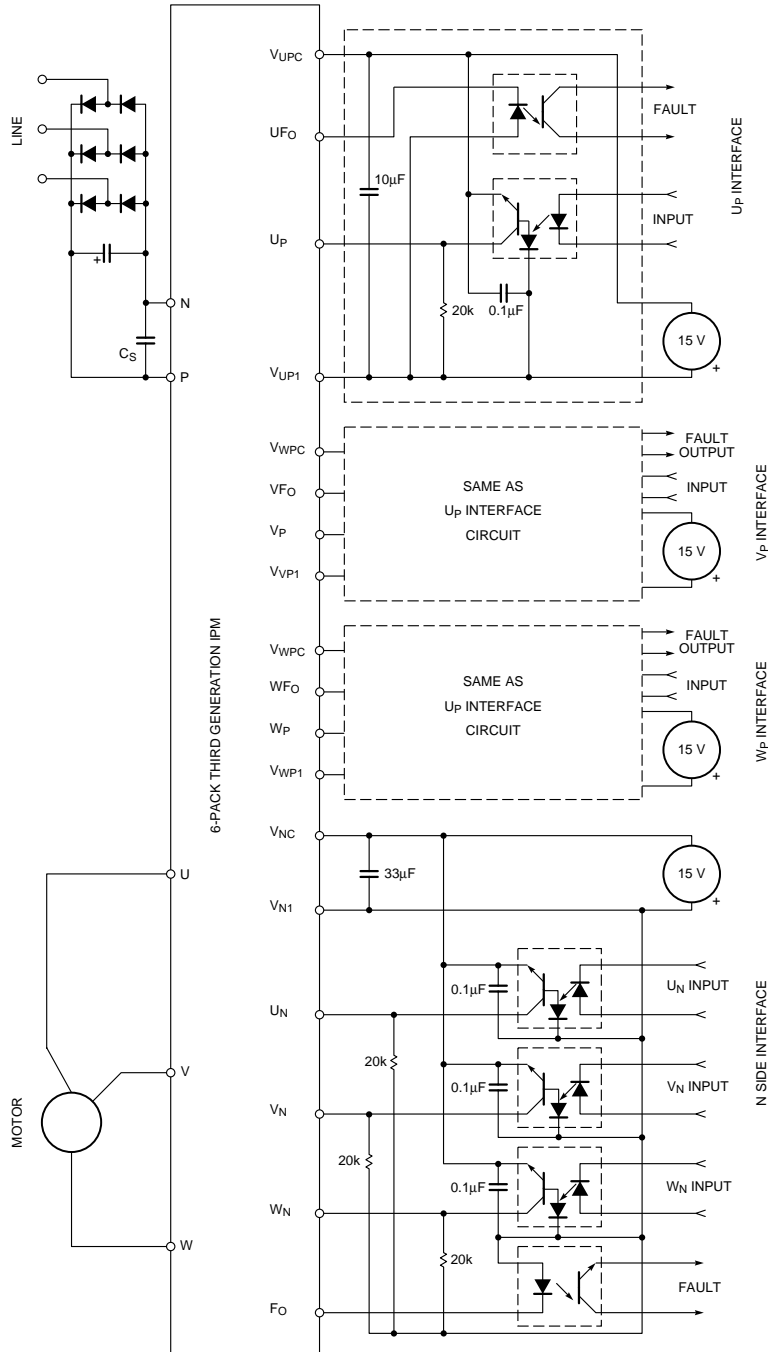 LINE
+
N
C_S
P
6-PACK THIRD GENERATION IPM
U
V
W
MOTOR
V_UPC
UF_O
U_P
V_UP1
10µF
20k
0.1µF
FAULT
INPUT
15 V
+
U_P INTERFACE
V_WPC
VF_O
V_P
V_VP1
SAME AS
U_P INTERFACE
CIRCUIT
FAULT
OUTPUT
INPUT
15 V
+
V_P INTERFACE
V_WPC
WF_O
W_P
V_WP1
SAME AS
U_P INTERFACE
CIRCUIT
FAULT
OUTPUT
INPUT
15 V
+
W_P INTERFACE
V_NC
33µF
15 V
+
V_N1
0.1µF
U_N INPUT
U_N
20k
0.1µF
V_N INPUT
V_N
20k
0.1µF
W_N INPUT
W_N
20k
FAULT
F_O
N SIDE INTERFACE